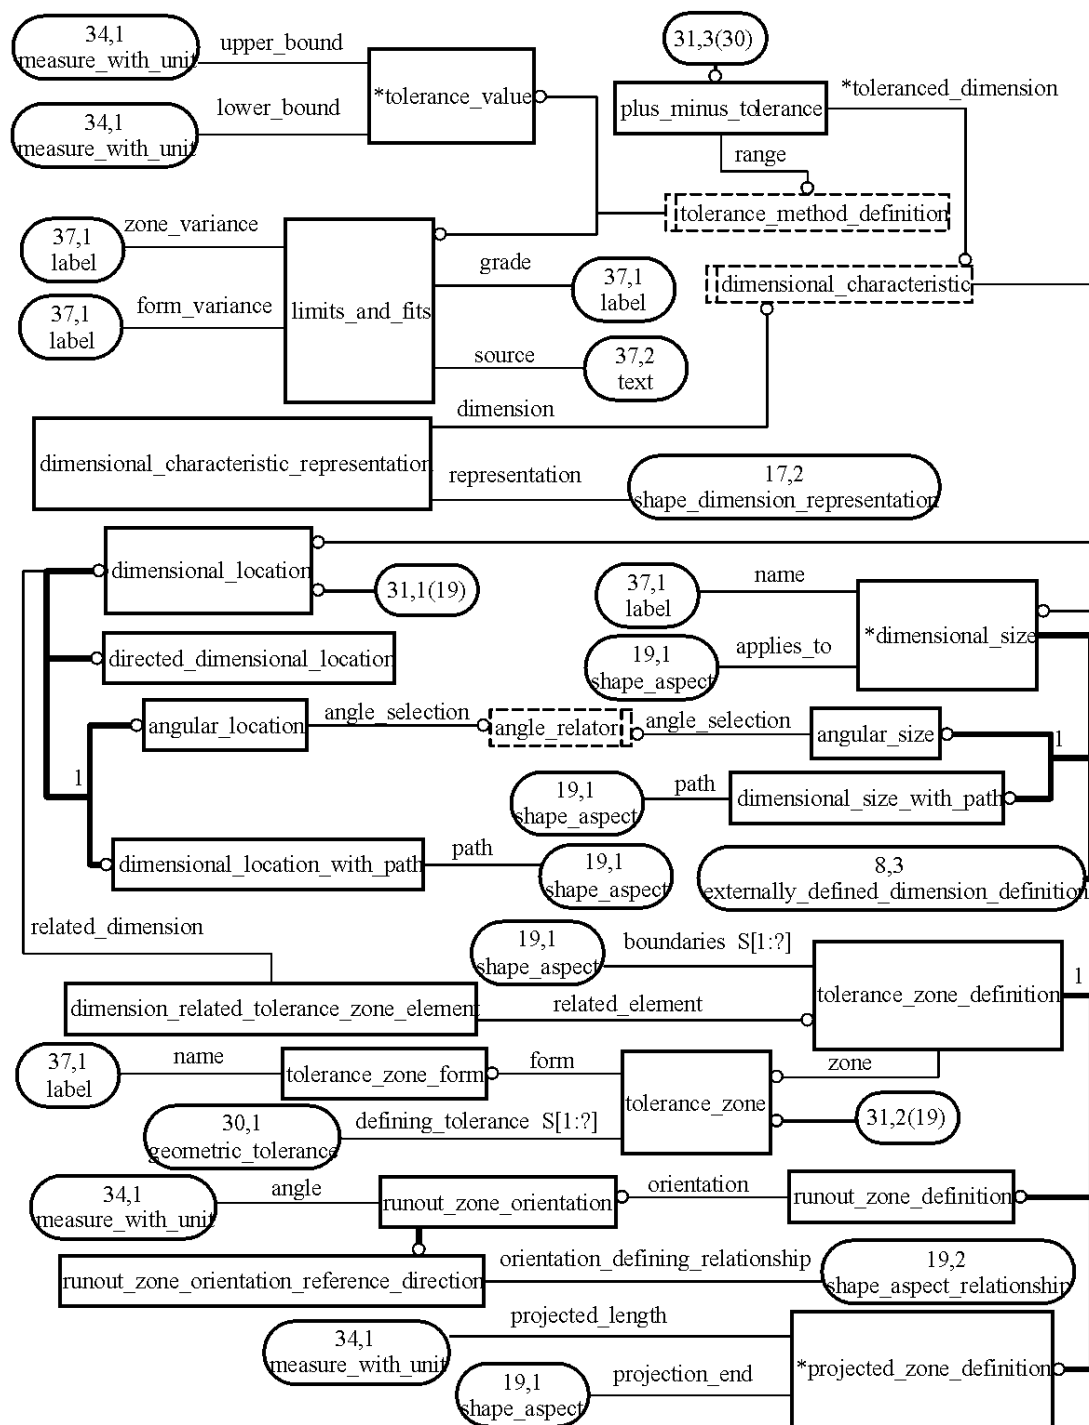 34,1
measure_with_unit
upper_bound
*tolerance_value
31,3(30)
plus_minus_tolerance
*toleranced_dimension
34,1
measure_with_unit
lower_bound
range
tolerance_method_definition
37,1
label
zone_variance
limits_and_fits
grade
37,1
label
dimensional_characteristic
37,1
label
form_variance
source
37,2
text
dimension
dimensional_characteristic_representation
representation
17,2
shape_dimension_representation
dimensional_location
31,1(19)
37,1
label
name
*dimensional_size
directed_dimensional_location
19,1
shape_aspect
applies_to
angular_location
angle_selection
angle_relator
angle_selection
angular_size
1
1
19,1
shape_aspect
path
dimensional_size_with_path
dimensional_location_with_path
path
19,1
shape_aspect
8,3
externally_defined_dimension_definition
related_dimension
19,1
shape_aspect
boundaries S[1:?]
tolerance_zone_definition
1
dimension_related_tolerance_zone_element
related_element
37,1
label
name
tolerance_zone_form
form
tolerance_zone
zone
31,2(19)
30,1
geometric_tolerance
defining_tolerance S[1:?]
34,1
measure_with_unit
angle
runout_zone_orientation
orientation
runout_zone_definition
runout_zone_orientation_reference_direction
orientation_defining_relationship
19,2
shape_aspect_relationship
34,1
measure_with_unit
projected_length
*projected_zone_definition
19,1
shape_aspect
projection_end